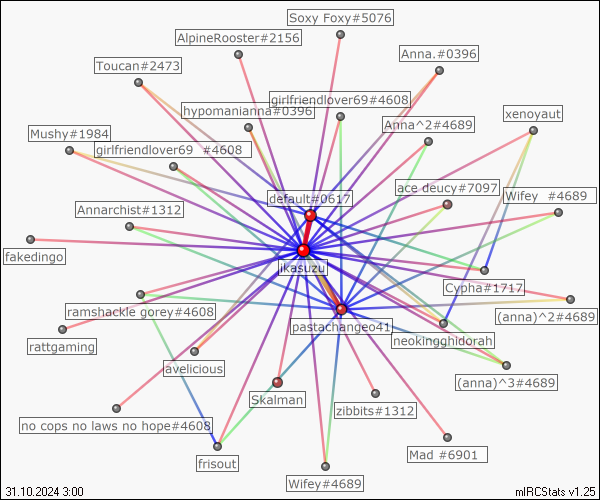 Soxy Foxy#5076
AlpineRooster#2156
Anna.#0396
Toucan#2473
girlfriendlover69#4608
hypomanianna#0396
xenoyaut
Anna^2#4689
Mushy#1984
girlfriendlover69 #4608
ace deucy#7097
Wifey #4689
default#0617
Annarchist#1312
fakedingo
ikasuzu
Cypha#1717
ramshackle gorey#4608
(anna)^2#4689
pastachangeo41
neokingghidorah
rattgaming
avelicious
(anna)^3#4689
Skalman
zibbits#1312
no cops no laws no hope#4608
Mad #6901
frisout
Wifey#4689
31.10.2024 3:00
mIRCStats v1.25